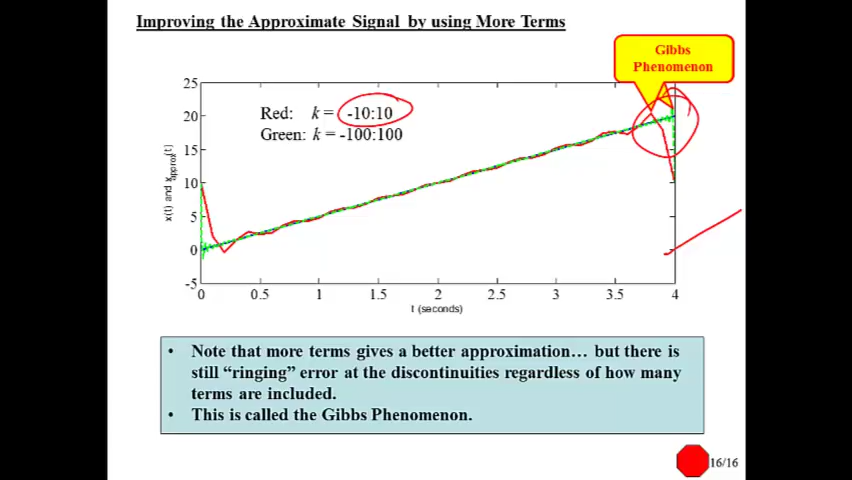 Improving the Approximate Signal by using More Terms
Gibbs
Phenomenon
Red: k = -10:10
Green: k = -100:100
x(t) and x_approx(t)
25
20
15
10
5
0
-5
0 0.5 1 1.5 2 2.5 3 3.5 4
t (seconds)
• Note that more terms gives a better approximation… but there is
still “ringing” error at the discontinuities regardless of how many
terms are included.
• This is called the Gibbs Phenomenon.
16/16